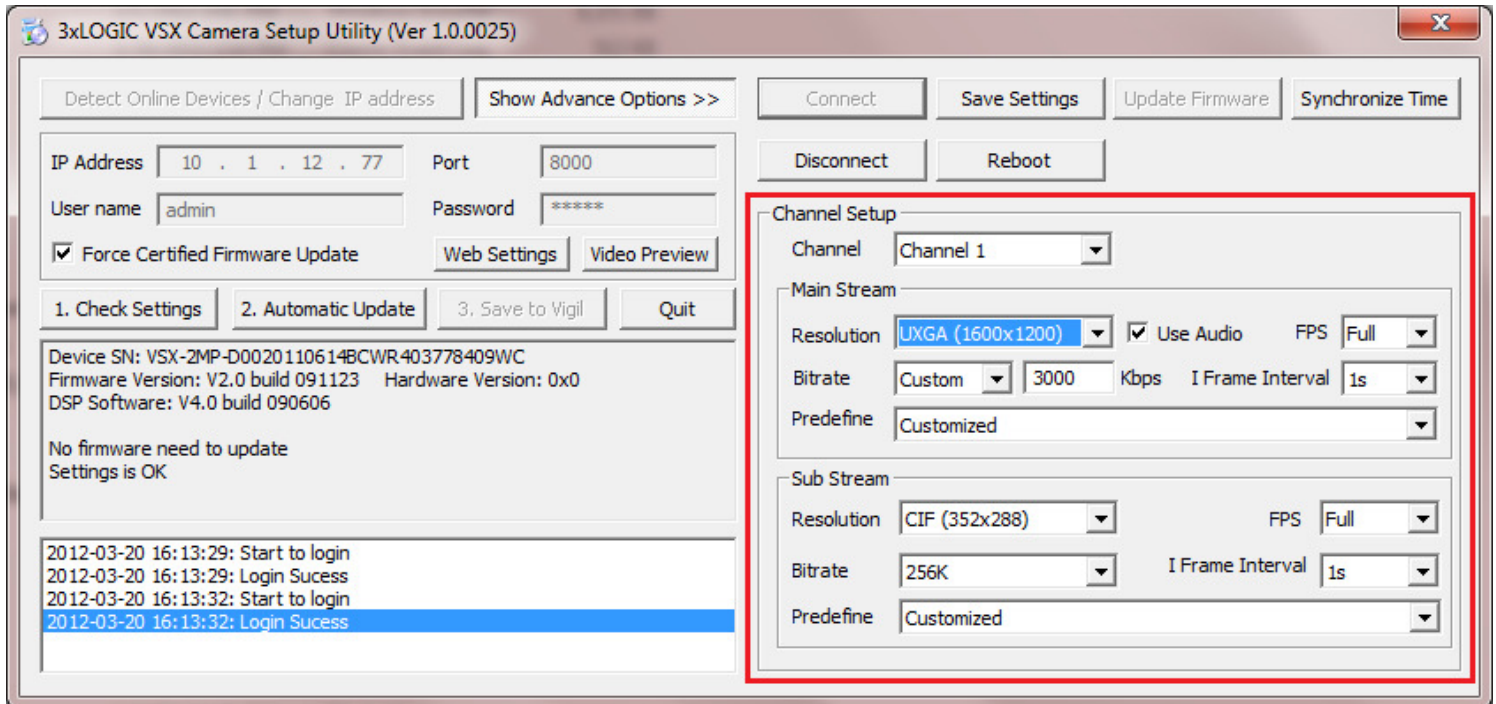 3xLOGIC VSX Camera Setup Utility (Ver 1.0.0025)
x
Detect Online Devices / Change IP address
Show Advance Options >>
Connect
Save Settings
Update Firmware
Synchronize Time
IP Address 10 . 1 . 12 . 77 Port 8000
User name admin Password *****
Force Certified Firmware Update
Web Settings
Video Preview
Disconnect
Reboot
1. Check Settings
2. Automatic Update
3. Save to Vigil
Quit
Device SN: VSX-2MP-D0020110614BCWR403778409WC
Firmware Version: V2.0 build 091123 Hardware Version: 0x0
DSP Software: V4.0 build 090606
No firmware need to update
Settings is OK
2012-03-20 16:13:29: Start to login
2012-03-20 16:13:29: Login Sucess
2012-03-20 16:13:32: Start to login
2012-03-20 16:13:32: Login Sucess
Channel Setup
Channel Channel 1
Main Stream
Resolution UXGA (1600x1200) Use Audio FPS Full
Bitrate Custom 3000 Kbps I Frame Interval 1s
Predefine Customized
Sub Stream
Resolution CIF (352x288) FPS Full
Bitrate 256K I Frame Interval 1s
Predefine Customized